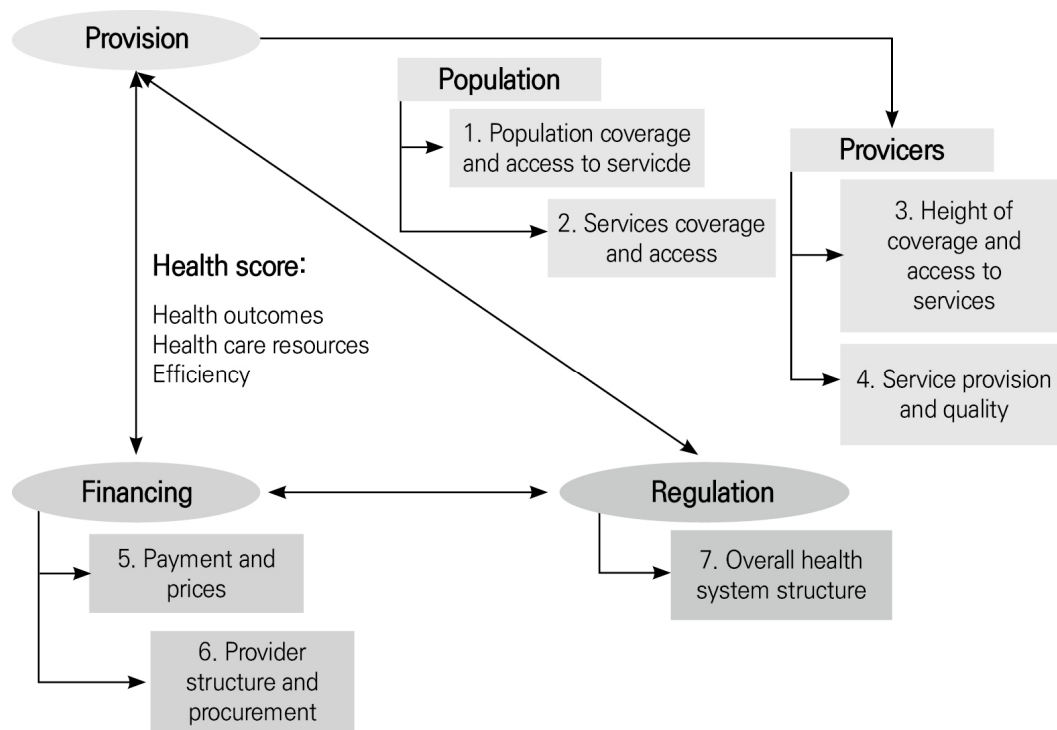 Provision
Population
1. Population coverage
and access to servicde
2. Services coverage
and access
Provicers
3. Height of
coverage and
access to
services
4. Service provision
and quality
Health score:
Health outcomes
Health care resources
Efficiency
Financing
5. Payment and
prices
6. Provider
structure and
procurement
Regulation
7. Overall health
system structure